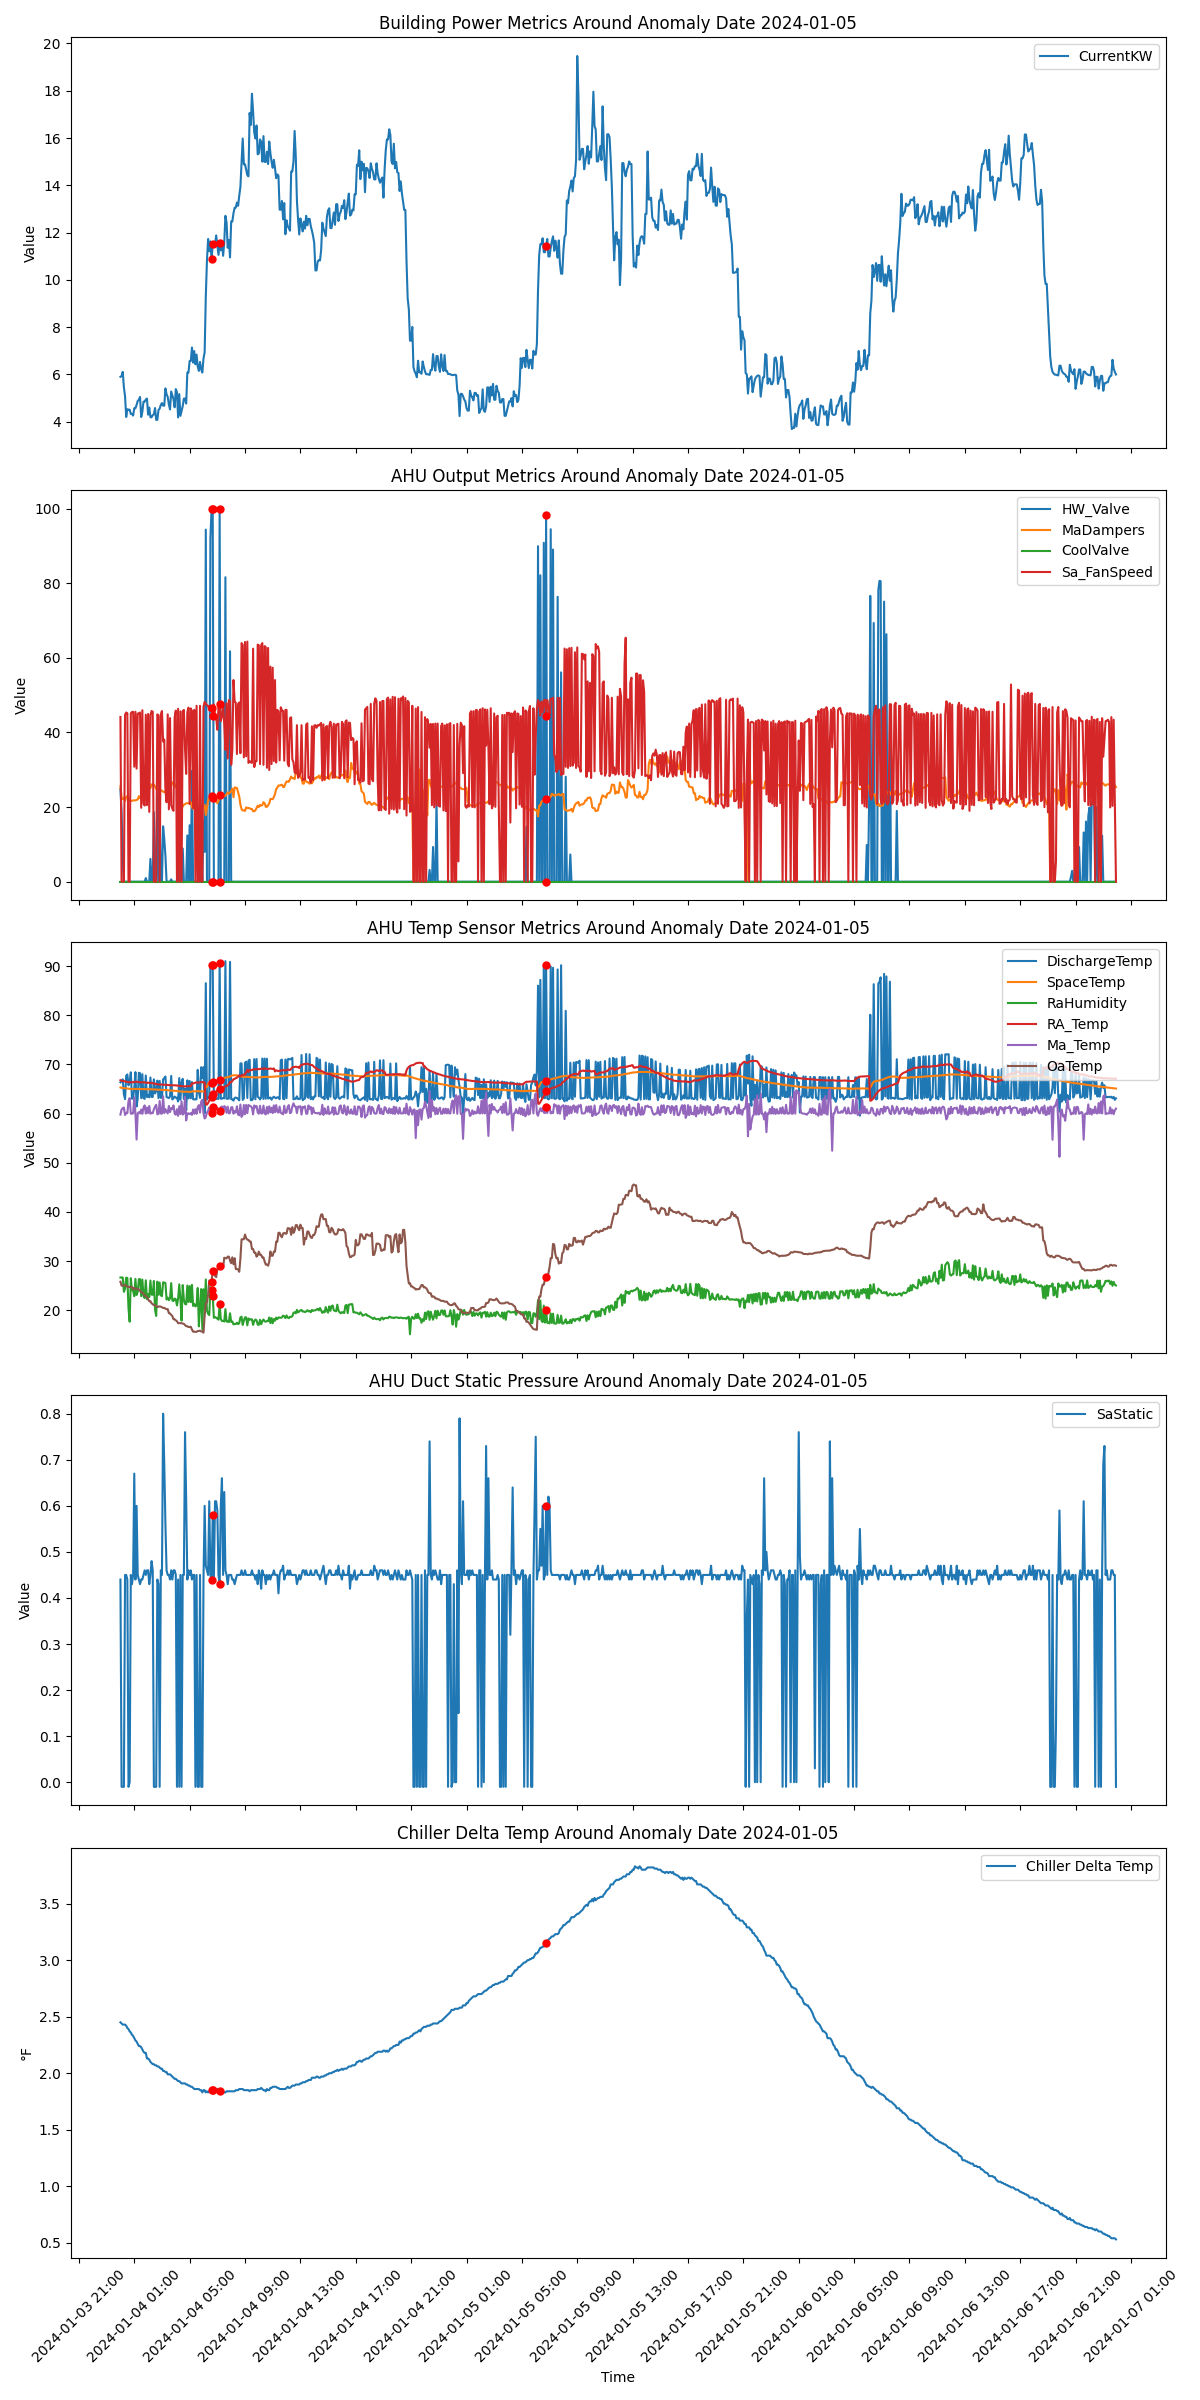 Building Power Metrics Around Anomaly Date 2024-01-05
CurrentKW
20
18
16
14
12
10
8
6
4
Value
AHU Output Metrics Around Anomaly Date 2024-01-05
HW_Valve
MaDampers
CoolValve
Sa_FanSpeed
100
80
60
40
20
0
Value
AHU Temp Sensor Metrics Around Anomaly Date 2024-01-05
DischargeTemp
SpaceTemp
RaHumidity
RA_Temp
Ma_Temp
OaTemp
90
80
70
60
50
40
30
20
Value
AHU Duct Static Pressure Around Anomaly Date 2024-01-05
SaStatic
0.8
0.7
0.6
0.5
0.4
0.3
0.2
0.1
0.0
Value
Chiller Delta Temp Around Anomaly Date 2024-01-05
Chiller Delta Temp
3.5
3.0
2.5
2.0
1.5
1.0
0.5
°F
2024-01-03 21:00
2024-01-04 01:00
2024-01-04 05:00
2024-01-04 09:00
2024-01-04 13:00
2024-01-04 17:00
2024-01-04 21:00
2024-01-05 01:00
2024-01-05 05:00
2024-01-05 09:00
2024-01-05 13:00
2024-01-05 17:00
2024-01-05 21:00
2024-01-06 01:00
2024-01-06 05:00
2024-01-06 09:00
2024-01-06 13:00
2024-01-06 17:00
2024-01-06 21:00
2024-01-07 01:00
Time